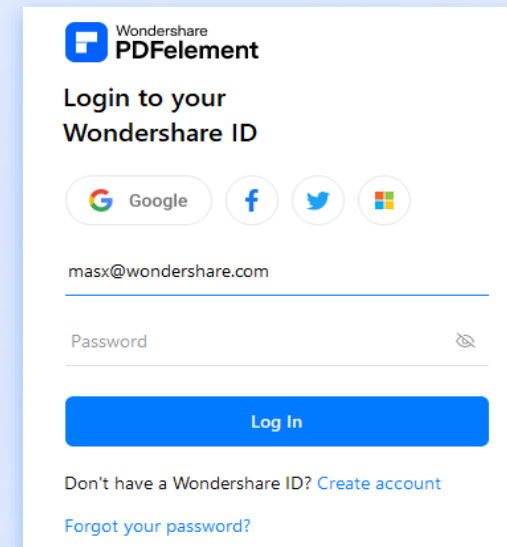 Wondershare
PDFelement
Login to your
Wondershare ID
Google
masx@wondershare.com
Password
Log In
Don't have a Wondershare ID? Create account
Forgot your password?